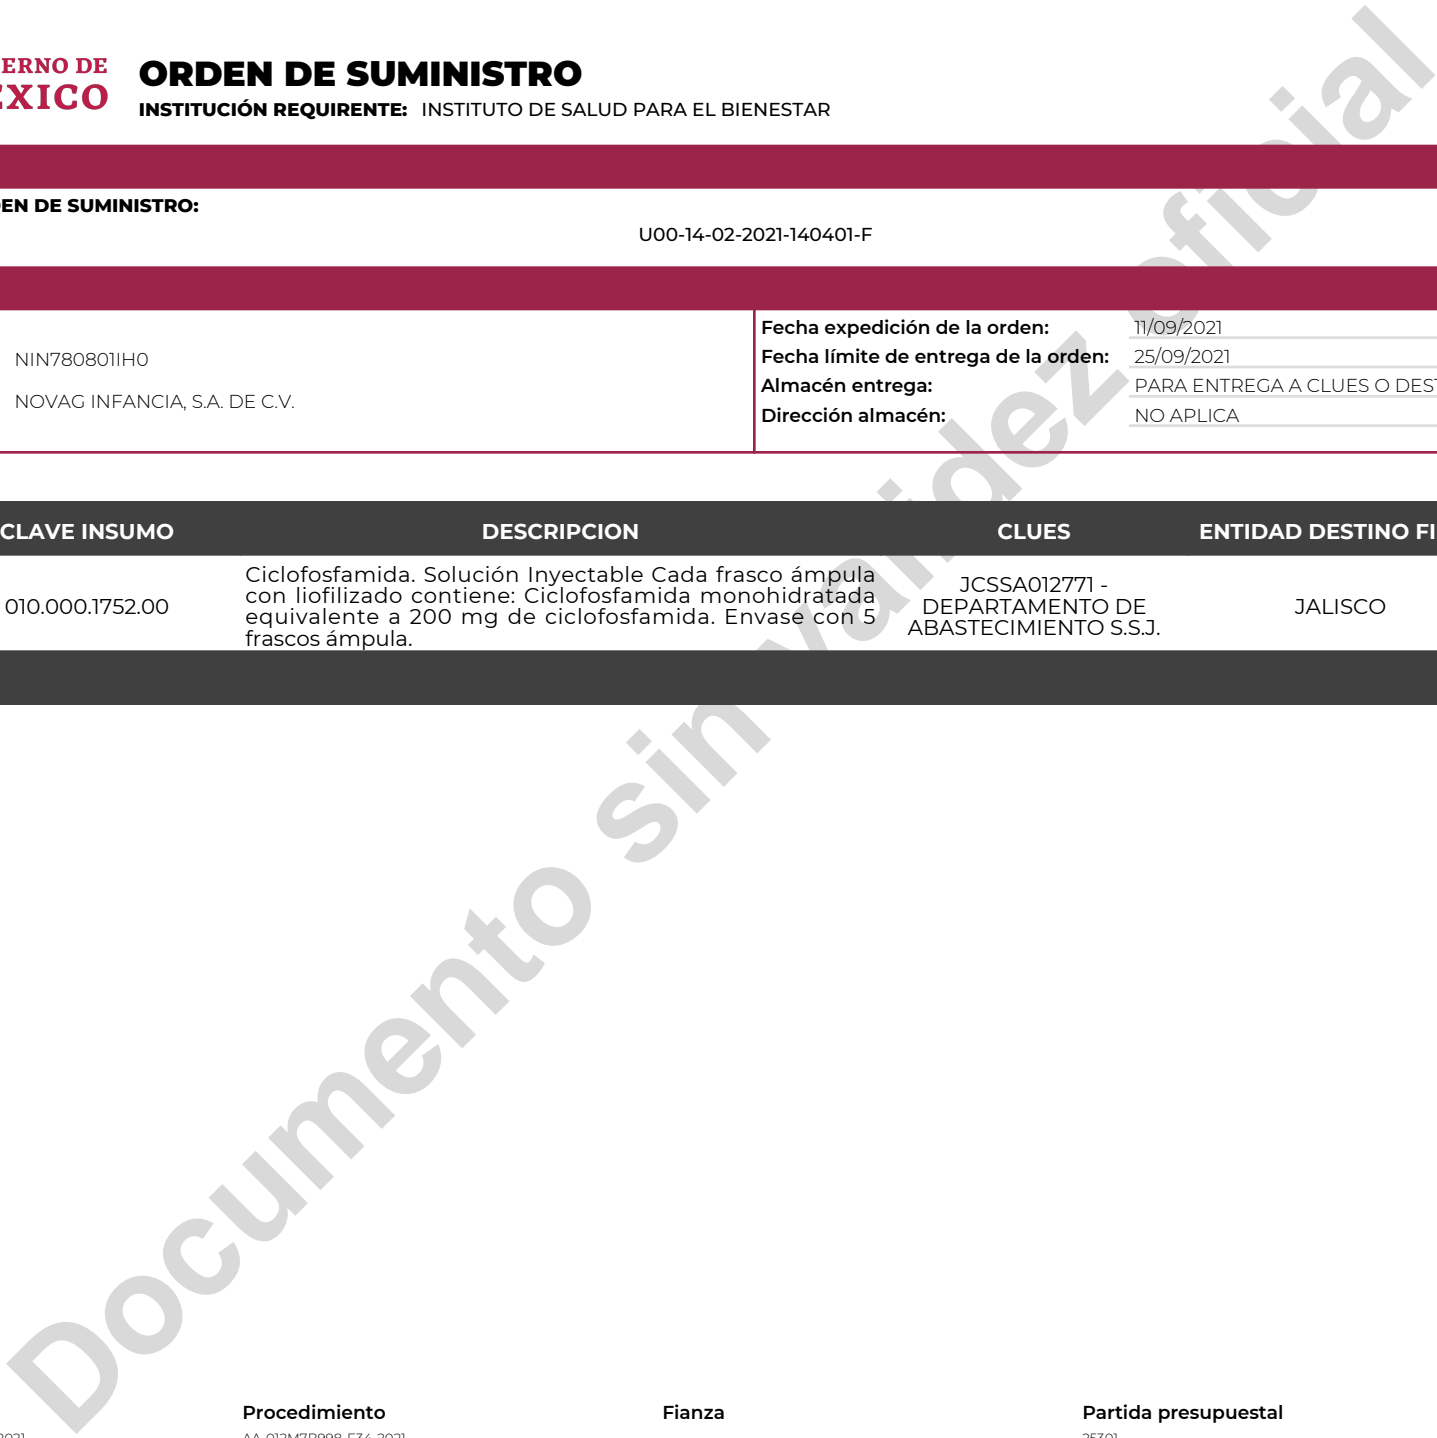 ERNO DE
EXICO
ORDEN DE SUMINISTRO
INSTITUCIÓN REQUIRENTE: INSTITUTO DE SALUD PARA EL BIENESTAR
EN DE SUMINISTRO:
U00-14-02-2021-140401-F
NIN780801IH0
NOVAG INFANCIA, S.A. DE C.V.
Fecha expedición de la orden: 11/09/2021
Fecha límite de entrega de la orden: 25/09/2021
Almacén entrega: PARA ENTREGA A CLUES O DEST
Dirección almacén: NO APLICA
CLAVE INSUMO DESCRIPCION CLUES ENTIDAD DESTINO FI
010.000.1752.00
Ciclofosfamida. Solución Inyectable Cada frasco ámpula
con liofilizado contiene: Ciclofosfamida monohidratada
equivalente a 200 mg de ciclofosfamida. Envase con 5
frascos ámpula.
JCSSA012771 -
DEPARTAMENTO DE
ABASTECIMIENTO S.S.J.
JALISCO
Documento sin validez oficial
Procedimiento Fianza Partida presupuestal